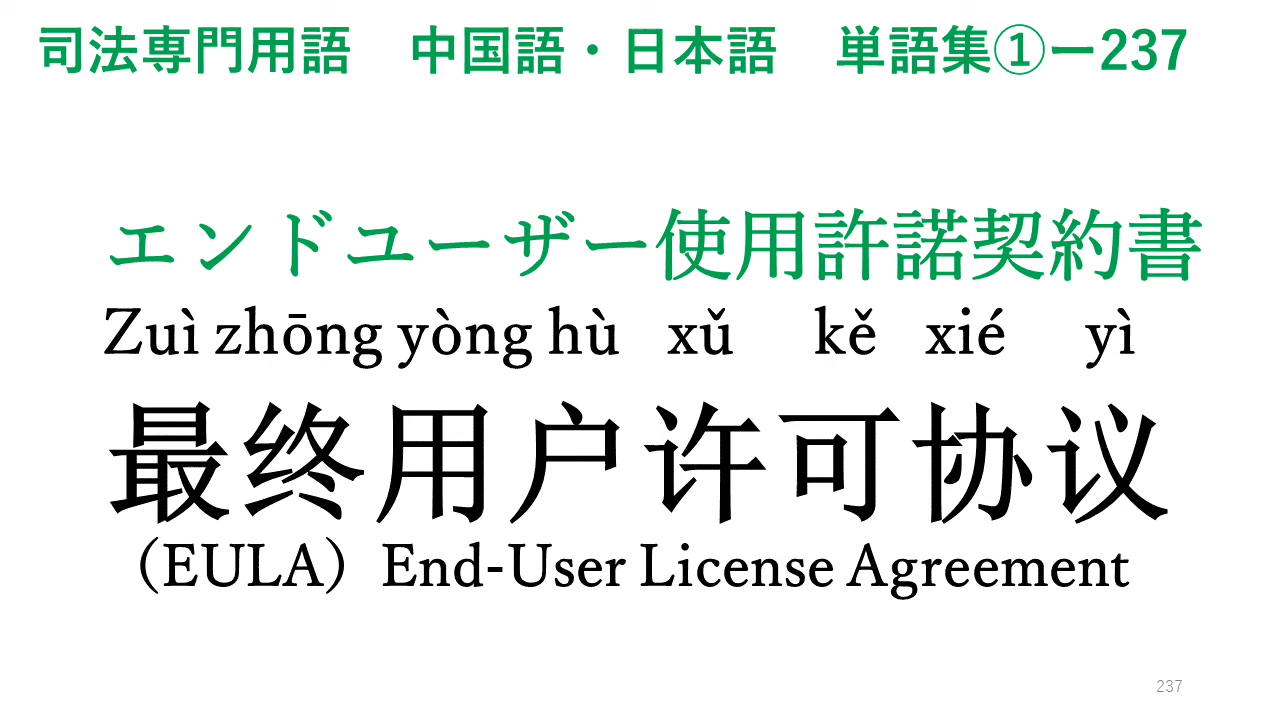 司法専門用語　中国語・日本語　単語集①ー237
エンドユーザー使用許諾契約書
Zuì zhōng yòng hù xǔ kě xié yì
最终用户许可协议
（EULA）End-User License Agreement
237